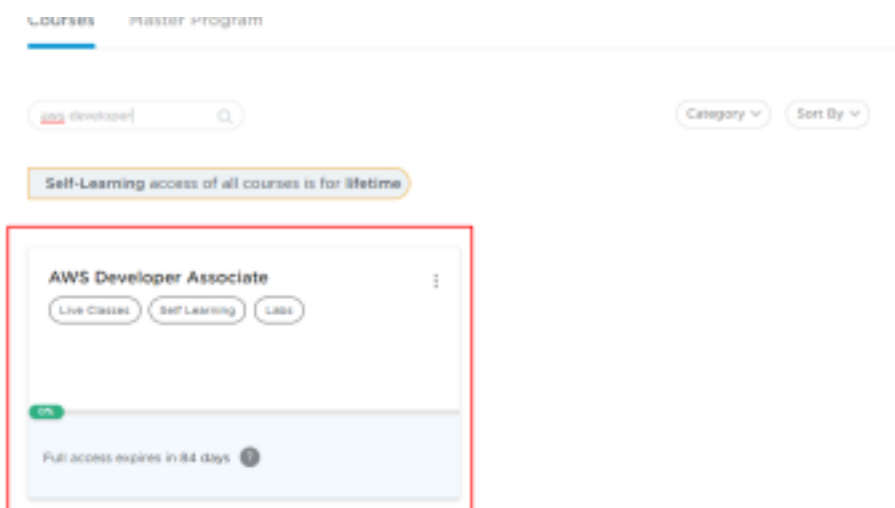 Courses Master Program
aws developer
Category Sort By
Self-Learning access of all courses is for lifetime
AWS Developer Associate
Live Classes Self Learning Labs
0%
Full access expires in 84 days ?